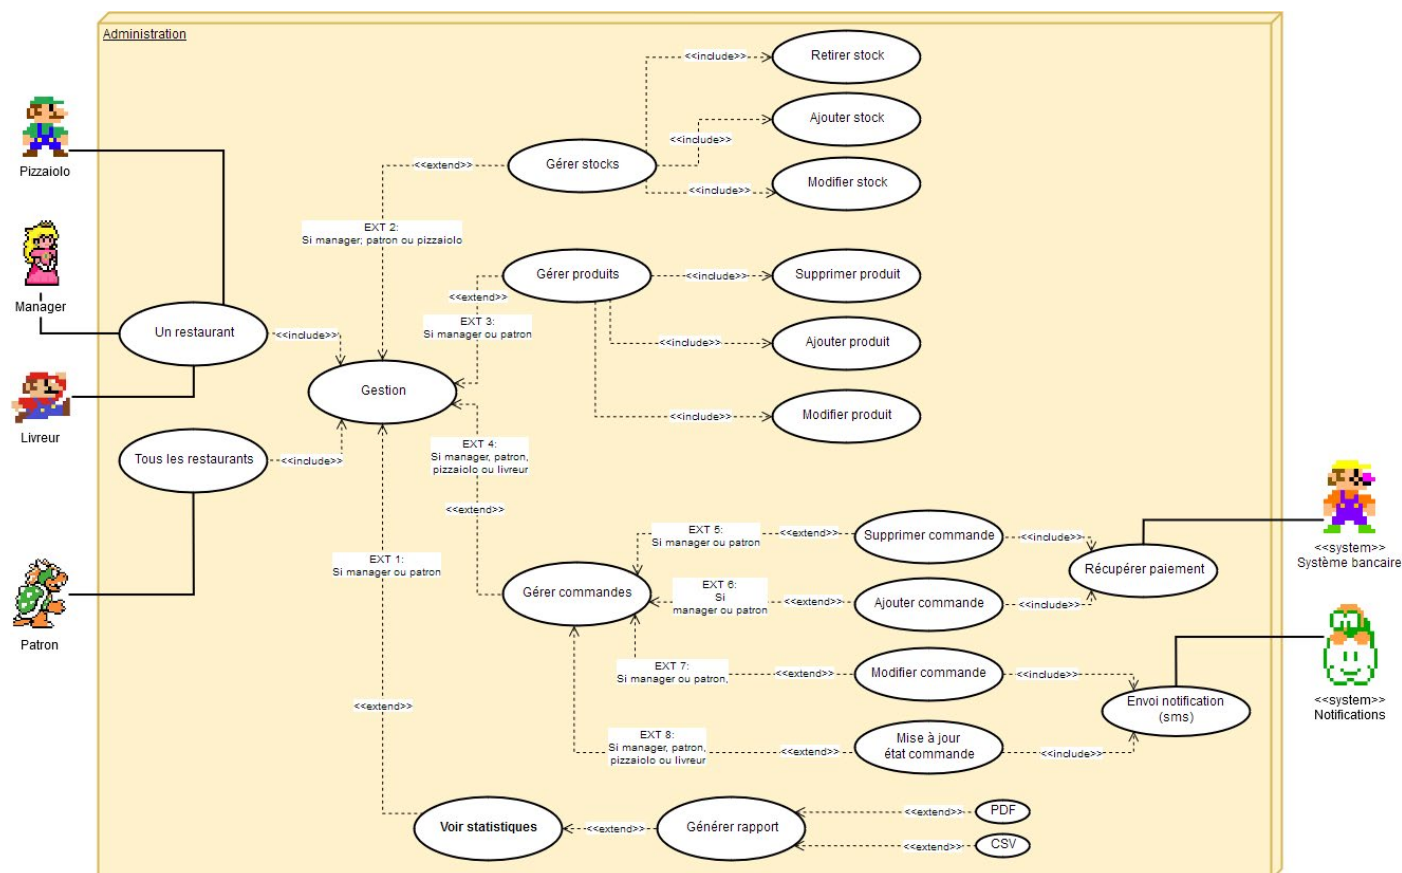 Administration
Retirer stock
<<include>>
Ajouter stock
<<include>>
Gérer stocks
<<extend>>
Modifier stock
<<include>>
Pizzaiolo
EXT 2:
Si manager; patron ou pizzaiolo
Gérer produits
<<include>>
Supprimer produit
<<extend>>
Manager
EXT 3:
Si manager ou patron
Un restaurant
<<include>>
<<include>>
Ajouter produit
Gestion
<<include>>
Modifier produit
Livreur
EXT 4:
Si manager, patron,
pizzaiolo ou livreur
Tous les restaurants
<<include>>
<<extend>>
EXT 5:
Si manager ou patron
<<extend>>
Supprimer commande
<<include>>
<<system>>
Système bancaire
EXT 1:
Si manager ou patron
Récupérer paiement
Gérer commandes
EXT 6:
Si
manager ou patron
<<extend>>
Ajouter commande
<<include>>
Patron
EXT 7:
Si manager ou patron,
<<extend>>
Modifier commande
<<include>>
<<extend>>
Envoi notification
(sms)
<<system>>
Notifications
EXT 8:
Si manager, patron,
pizzaiolo ou livreur
<<extend>>
Mise à jour
état commande
<<include>>
Voir statistiques
<<extend>>
Générer rapport
<<extend>>
PDF
<<extend>>
CSV